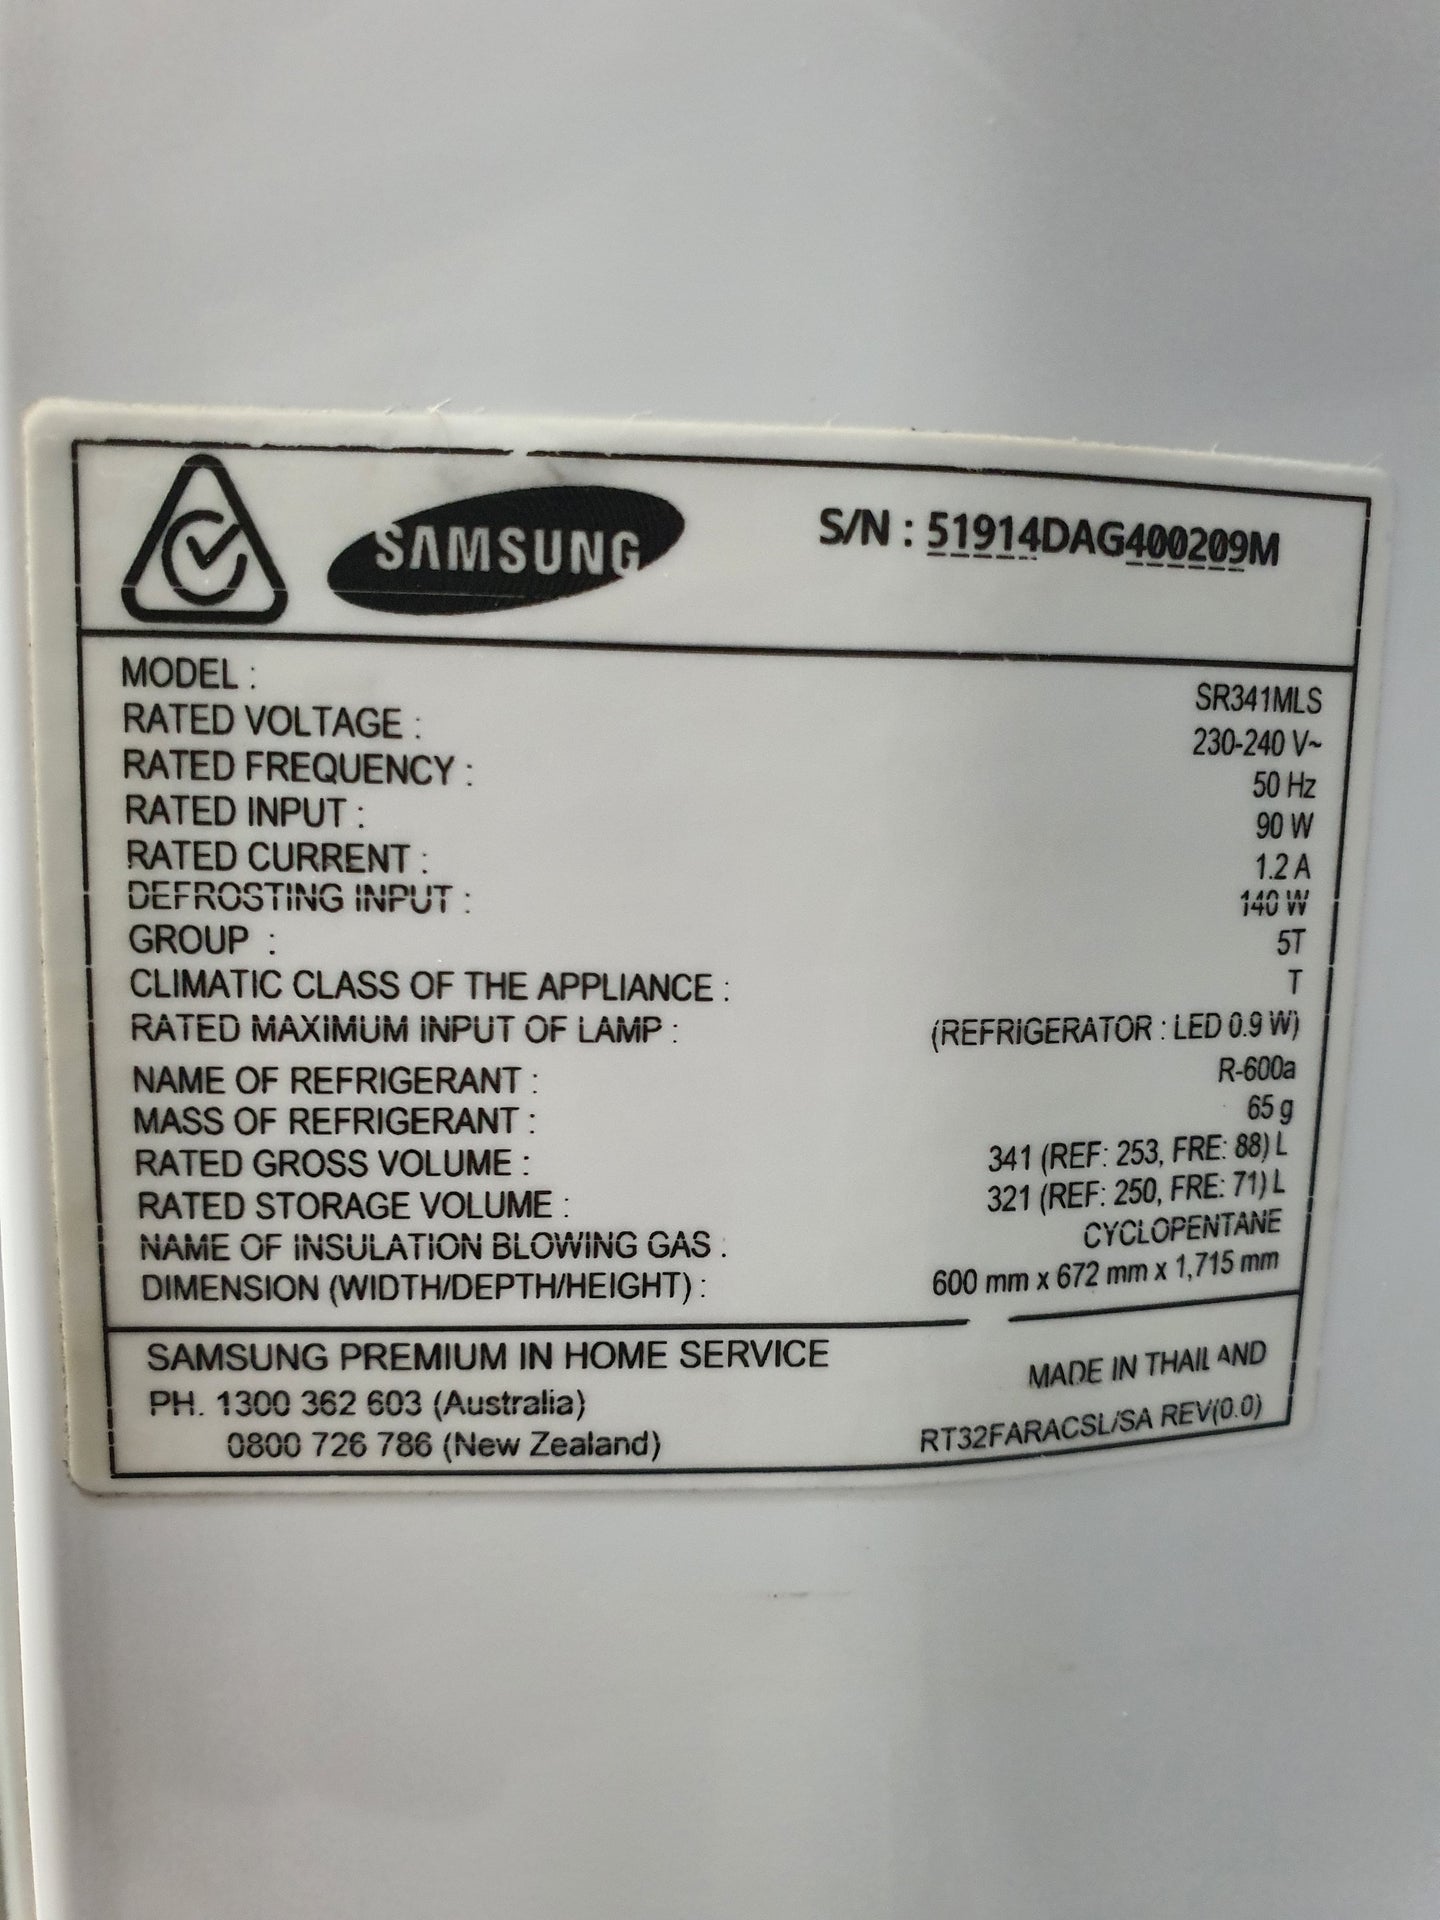 SAMSUNG
S/N : 51914DAG400209M
MODEL : SR341MLS
RATED VOLTAGE : 230-240 V~
RATED FREQUENCY : 50 Hz
RATED INPUT : 90 W
RATED CURRENT : 1.2 A
DEFROSTING INPUT : 140 W
GROUP : 5T
CLIMATIC CLASS OF THE APPLIANCE : T
RATED MAXIMUM INPUT OF LAMP : (REFRIGERATOR : LED 0.9 W)
NAME OF REFRIGERANT : R-600a
MASS OF REFRIGERANT : 65 g
RATED GROSS VOLUME : 341 (REF: 253, FRE: 88) L
RATED STORAGE VOLUME : 321 (REF: 250, FRE: 71) L
NAME OF INSULATION BLOWING GAS : CYCLOPENTANE
DIMENSION (WIDTH/DEPTH/HEIGHT) : 600 mm x 672 mm x 1,715 mm
SAMSUNG PREMIUM IN HOME SERVICE
PH. 1300 362 603 (Australia)
0800 726 786 (New Zealand)
MADE IN THAILAND
RT32FARACSL/SA REV(0.0)